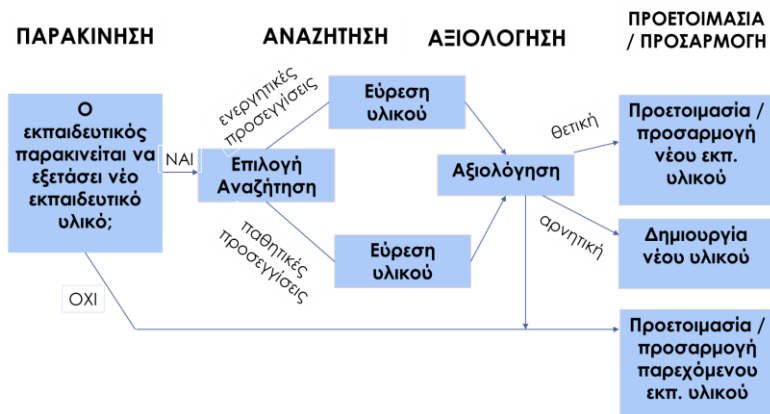 ΠΑΡΑΚΙΝΗΣΗ
ΑΝΑΖΗΤΗΣΗ
ΑΞΙΟΛΟΓΗΣΗ
ΠΡΟΕΤΟΙΜΑΣΙΑ
/ ΠΡΟΣΑΡΜΟΓΗ
Ο
εκπαιδευτικός
παρακινείται να
εξετάσει νέο
εκπαιδευτικό
υλικό;
ΝΑΙ
ΟΧΙ
Επιλογή
Αναζήτηση
ενεργητικές
προσεγγίσεις
παθητικές
προσεγγίσεις
Εύρεση
υλικού
Εύρεση
υλικού
Αξιολόγηση
θετική
αρνητική
Προετοιμασία /
προσαρμογή
νέου εκπ.
υλικού
Δημιουργία
νέου υλικού
Προετοιμασία /
προσαρμογή
παρεχόμενου
εκπ. υλικού